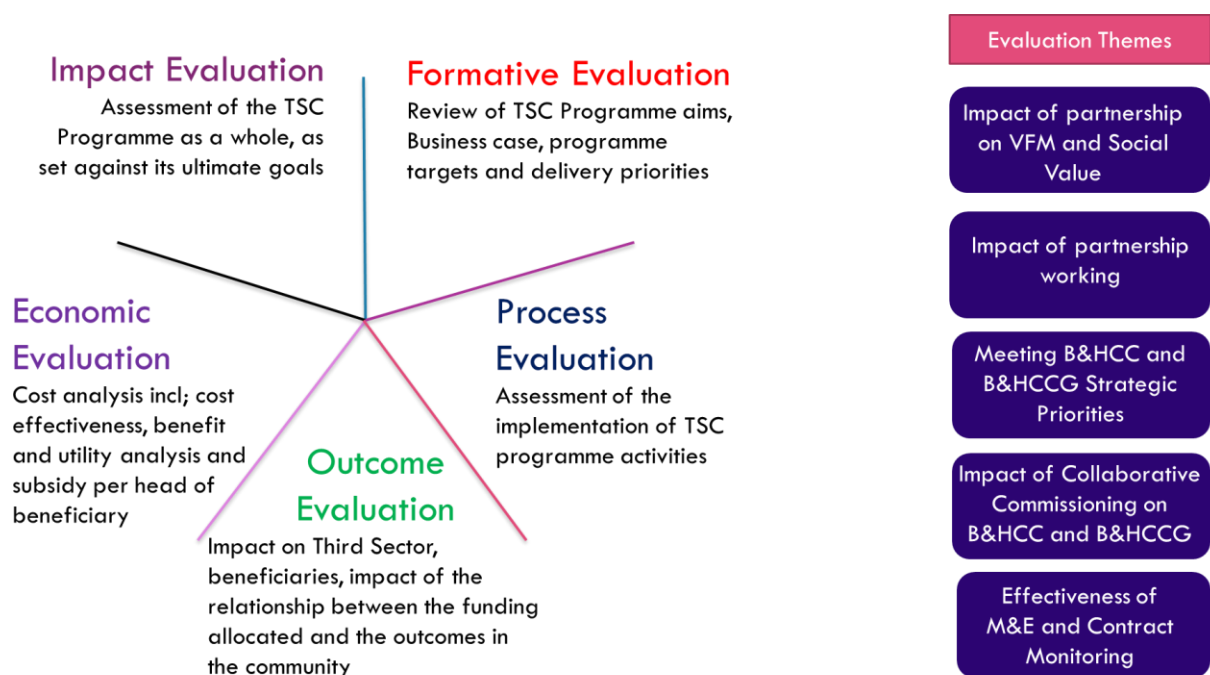 Impact Evaluation
Assessment of the TSC
Programme as a whole, as
set against its ultimate goals
Formative Evaluation
Review of TSC Programme aims,
Business case, programme
targets and delivery priorities
Economic
Evaluation
Cost analysis incl; cost
effectiveness, benefit
and utility analysis and
subsidy per head of
beneficiary
Process
Evaluation
Assessment of the
implementation of TSC
programme activities
Outcome
Evaluation
Impact on Third Sector,
beneficiaries, impact of the
relationship between the funding
allocated and the outcomes in
the community
Evaluation Themes
Impact of partnership
on VFM and Social
Value
Impact of partnership
working
Meeting B&HCC and
B&HCCG Strategic
Priorities
Impact of Collaborative
Commissioning on
B&HCC and B&HCCG
Effectiveness of
M&E and Contract
Monitoring